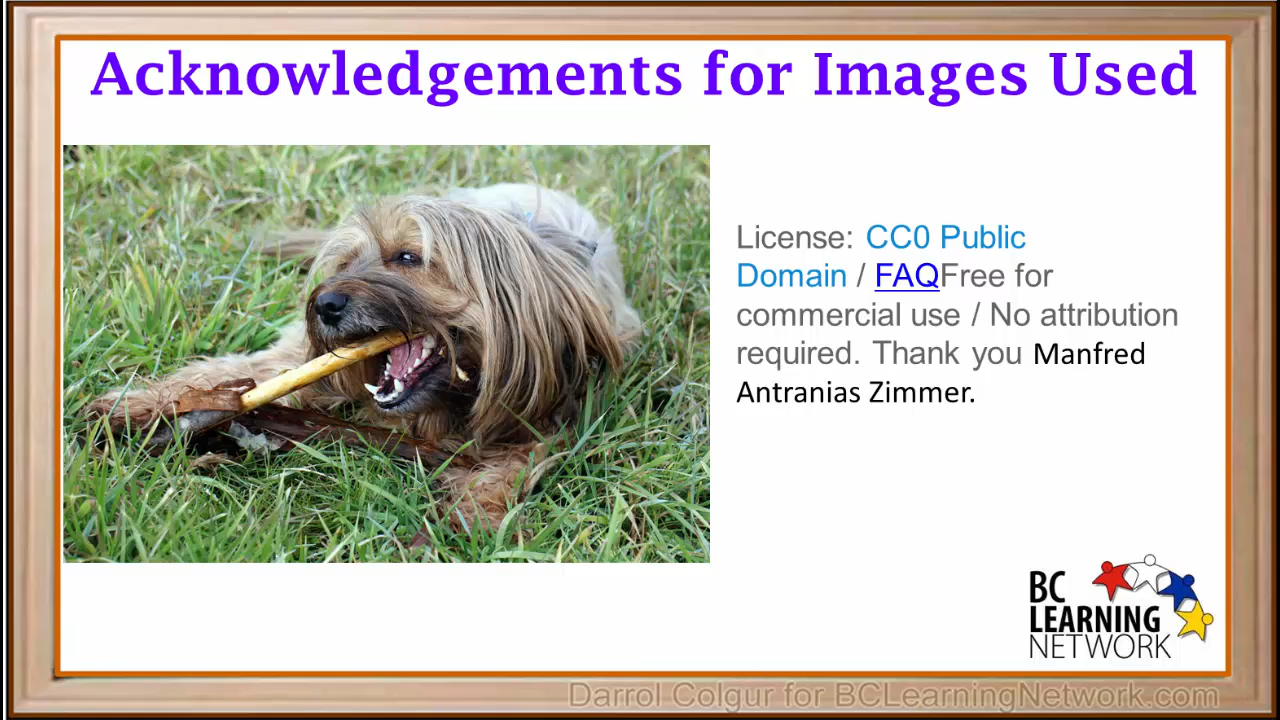 Acknowledgements for Images Used
License: CC0 Public
Domain / FAQFree for
commercial use / No attribution
required. Thank you Manfred
Antranias Zimmer.
BC
LEARNING
NETWORK
Darrol Colgur for BCLearningNetwork.com